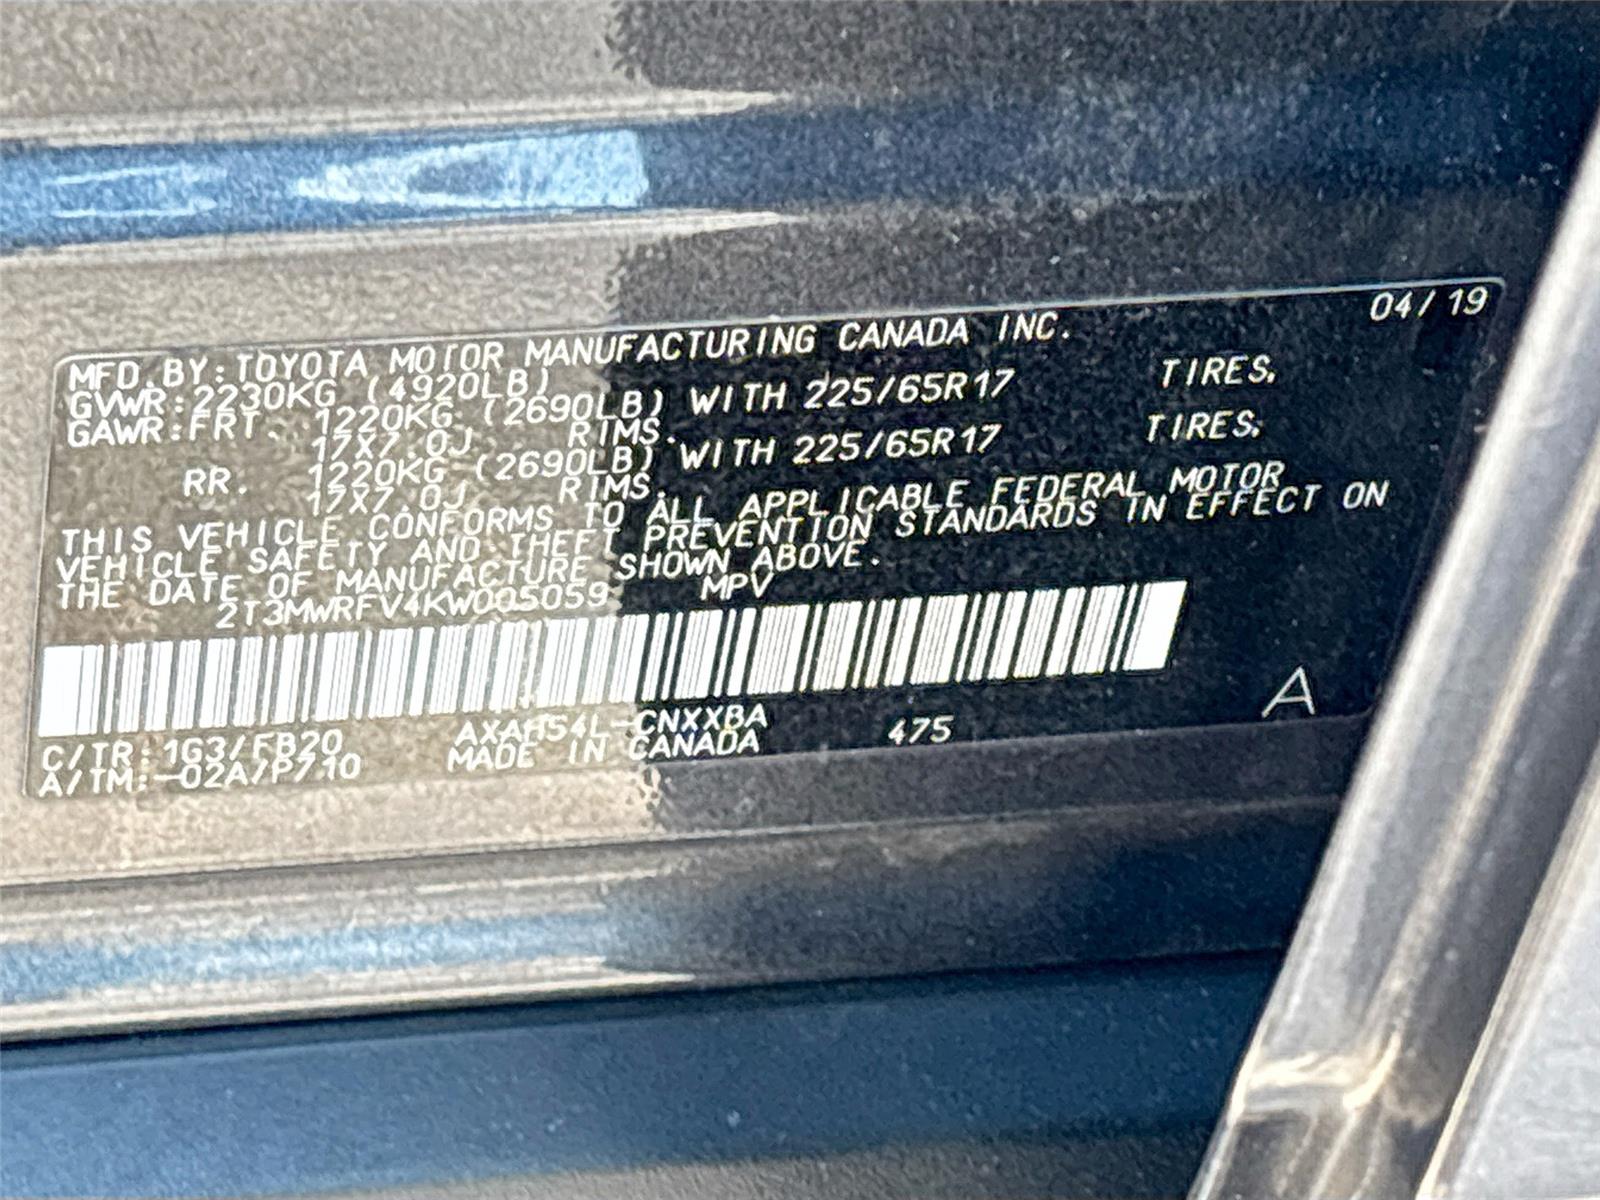 04/19
MFD.BY:TOYOTA MOTOR MANUFACTURING CANADA INC.
GVWR:2230KG (4920LB)
GAWR:FRT. 1220KG (2690LB) WITH 225/65R17 TIRES,
17X7.0J RIMS.
RR. 1220KG (2690LB) WITH 225/65R17 TIRES,
17X7.0J RIMS.
THIS VEHICLE CONFORMS TO ALL APPLICABLE FEDERAL MOTOR
VEHICLE SAFETY AND THEFT PREVENTION STANDARDS IN EFFECT ON
THE DATE OF MANUFACTURE SHOWN ABOVE.
2T3MWRFV4KW005059 MPV
C/TR:1G3/FB20 AXAH54L-CNXXBA 475 A
A/TM:-02A/P710 MADE IN CANADA